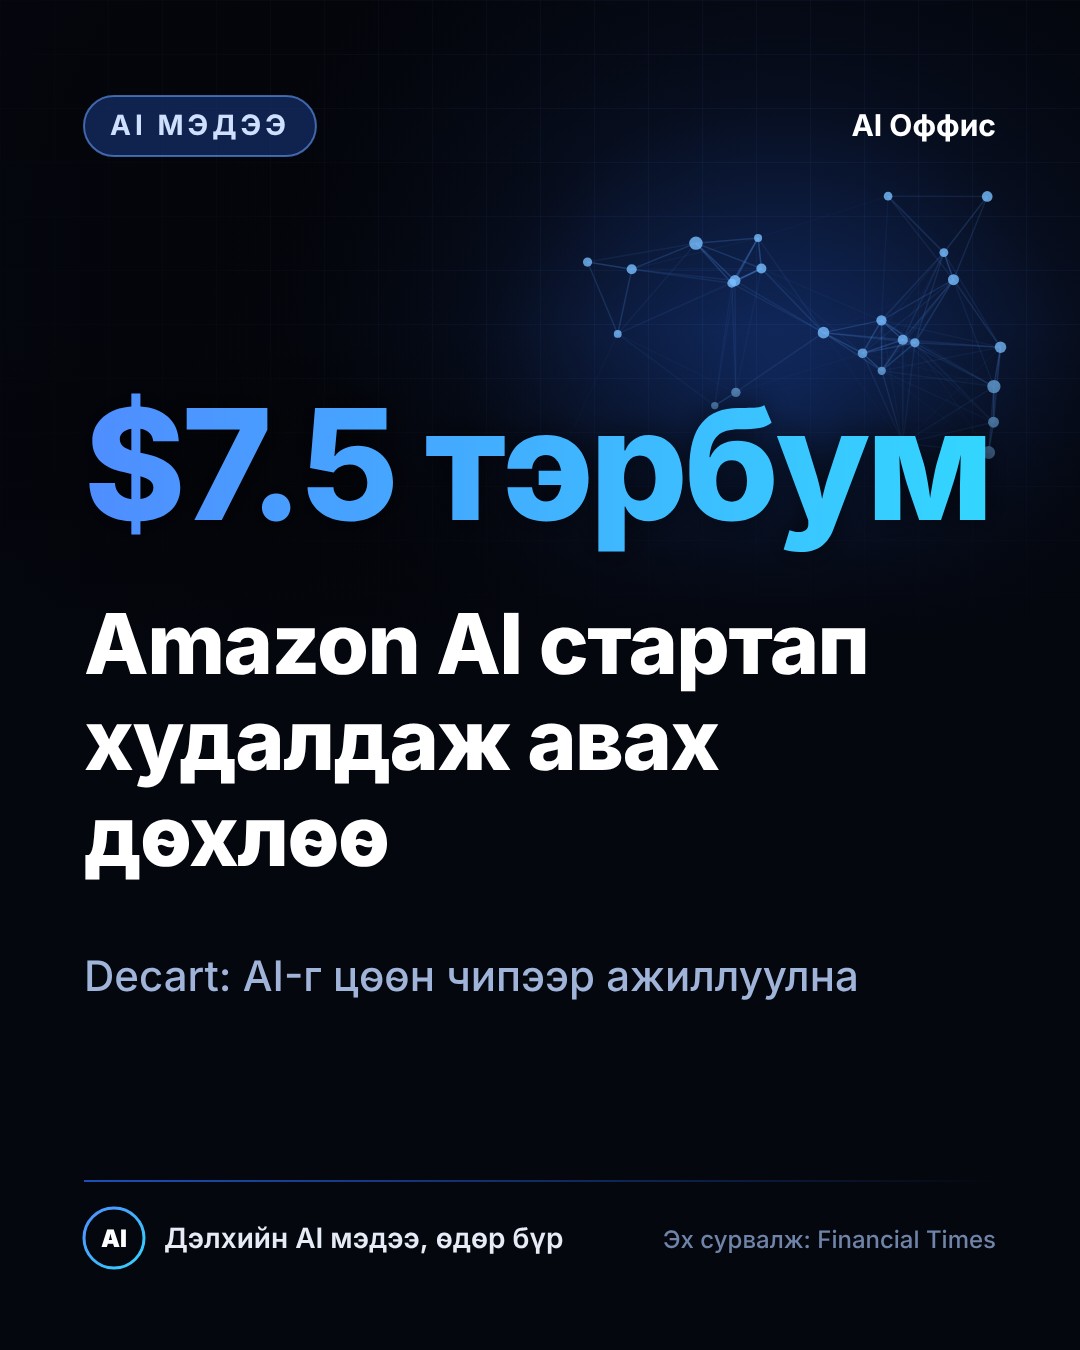 AI МЭДЭЭ
AI Оффис
$7.5 тэрбум
Amazon AI стартап
худалдаж авах
дөхлөө
Decart: AI-г цөөн чипээр ажиллуулна
AI
Дэлхийн AI мэдээ, өдөр бүр
Эх сурвалж: Financial Times